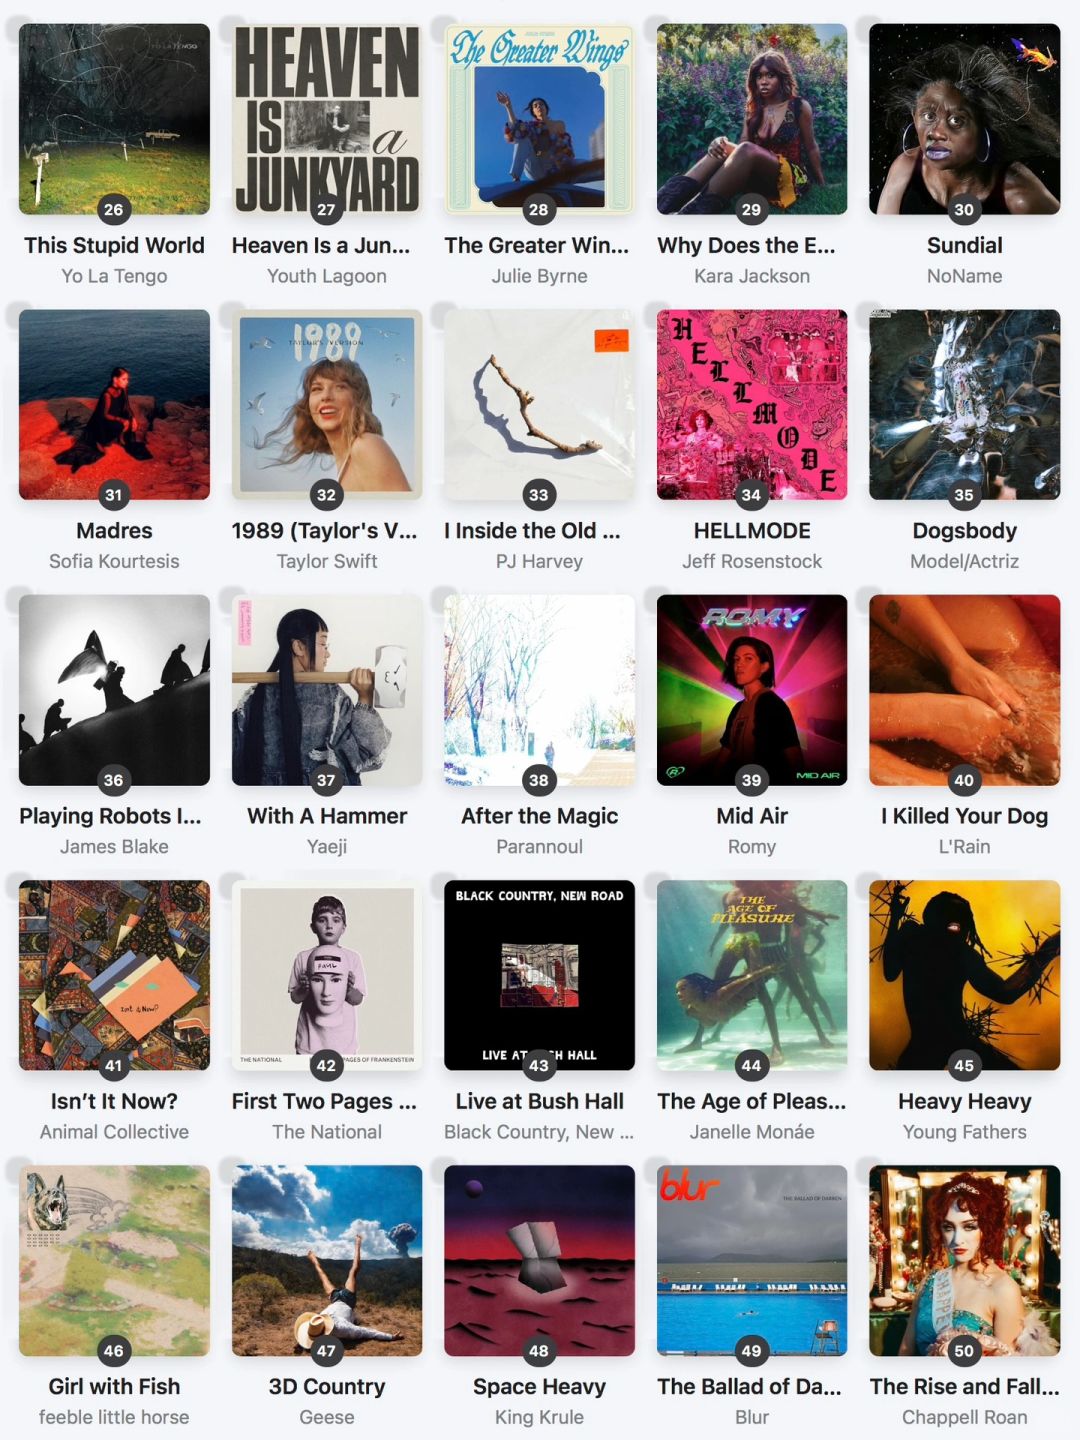 YO LA TENGO
HEAVEN
IS
a
JUNKYARD
The Greater Wings
26
27
28
29
30
This Stupid World
Heaven Is a Jun...
The Greater Win...
Why Does the E...
Sundial
Yo La Tengo
Youth Lagoon
Julie Byrne
Kara Jackson
NoName
1989
TAYLOR'S VERSION
HELLMODE
31
32
33
34
35
Madres
1989 (Taylor's V...
I Inside the Old ...
HELLMODE
Dogsbody
Sofia Kourtesis
Taylor Swift
PJ Harvey
Jeff Rosenstock
Model/Actriz
ROMY
MID AIR
36
37
38
39
40
Playing Robots I...
With A Hammer
After the Magic
Mid Air
I Killed Your Dog
James Blake
Yaeji
Parannoul
Romy
L'Rain
Isn't It Now?
PAUL
THE NATIONAL
PAGES OF FRANKENSTEIN
BLACK COUNTRY, NEW ROAD
LIVE AT BUSH HALL
THE
AGE OF
PLEASURE
41
42
43
44
45
Isn’t It Now?
First Two Pages ...
Live at Bush Hall
The Age of Pleas...
Heavy Heavy
Animal Collective
The National
Black Country, New ...
Janelle Monáe
Young Fathers
blur
THE BALLAD OF DARREN
46
47
48
49
50
Girl with Fish
3D Country
Space Heavy
The Ballad of Da...
The Rise and Fall...
feeble little horse
Geese
King Krule
Blur
Chappell Roan